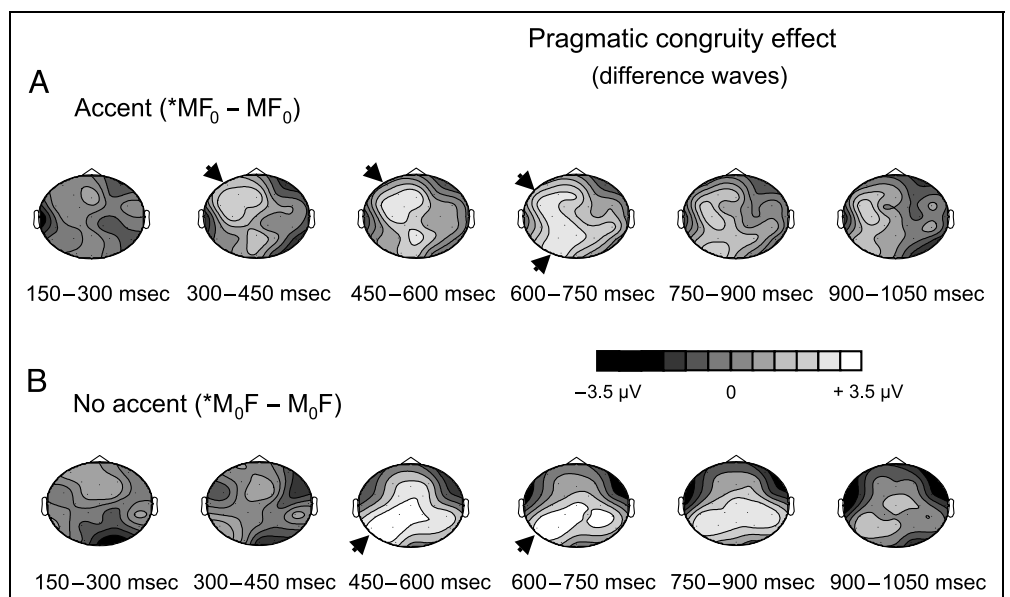 Pragmatic congruity effect
(difference waves)
A
Accent (*MF₀ – MF₀)
150–300 msec 300–450 msec 450–600 msec 600–750 msec 750–900 msec 900–1050 msec
–3.5 µV 0 + 3.5 µV
B
No accent (*M₀F – M₀F)
150–300 msec 300–450 msec 450–600 msec 600–750 msec 750–900 msec 900–1050 msec